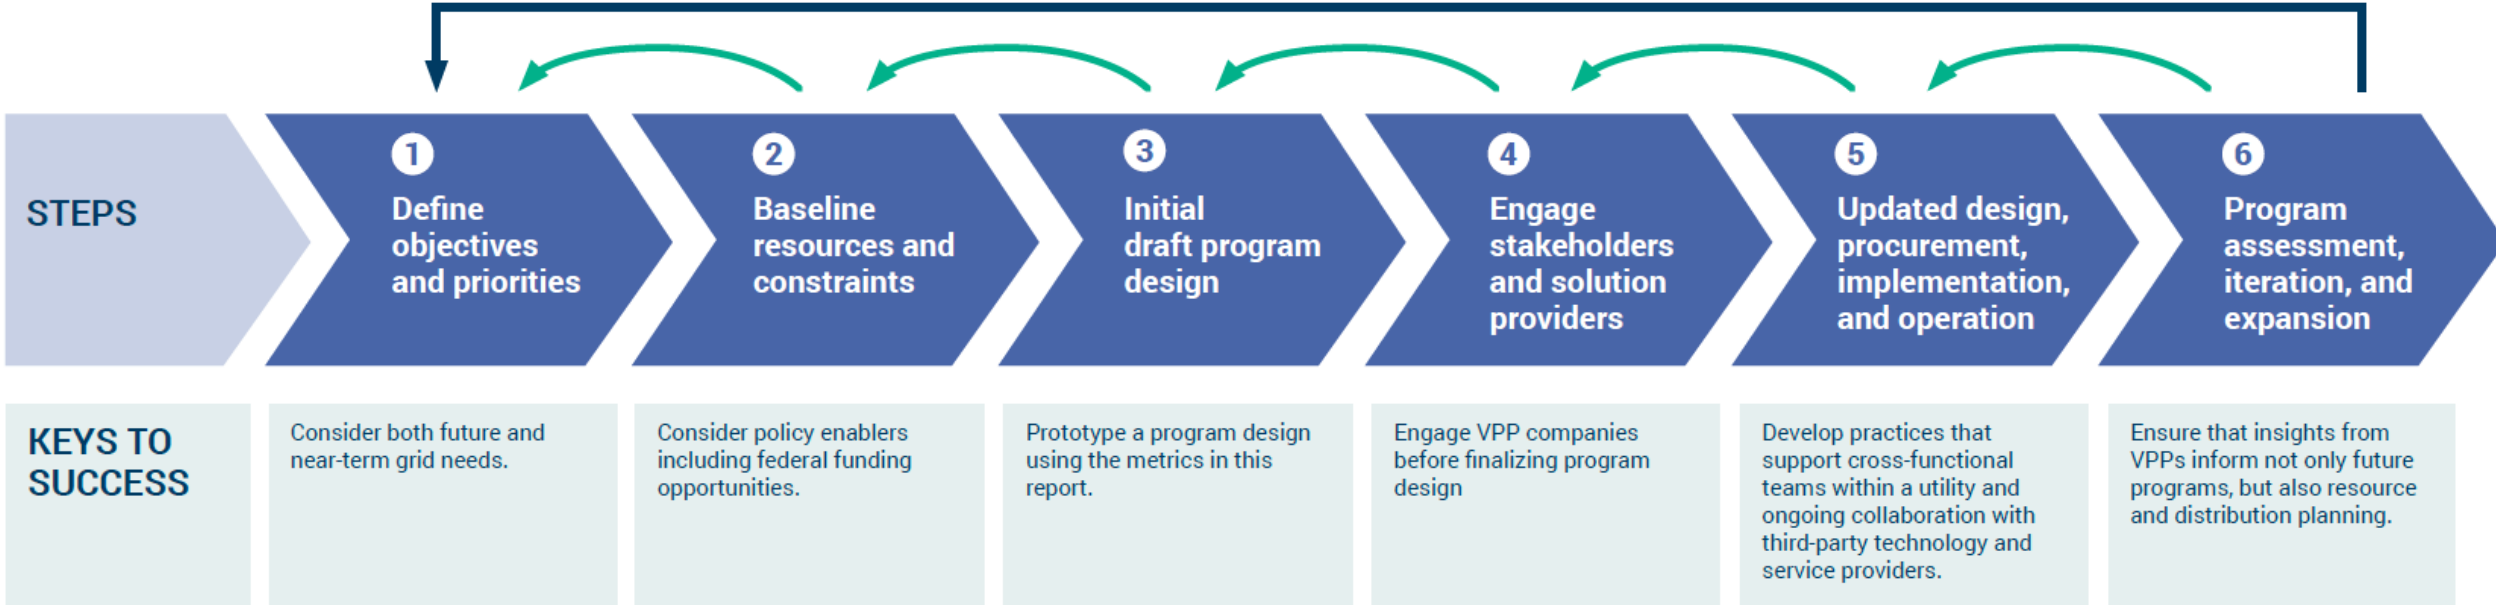 STEPS
1
Define
objectives
and priorities
2
Baseline
resources and
constraints
3
Initial
draft program
design
4
Engage
stakeholders
and solution
providers
5
Updated design,
procurement,
implementation,
and operation
6
Program
assessment,
iteration, and
expansion
KEYS TO
SUCCESS
Consider both future and
near-term grid needs.
Consider policy enablers
including federal funding
opportunities.
Prototype a program design
using the metrics in this
report.
Engage VPP companies
before finalizing program
design
Develop practices that
support cross-functional
teams within a utility and
ongoing collaboration with
third-party technology and
service providers.
Ensure that insights from
VPPs inform not only future
programs, but also resource
and distribution planning.